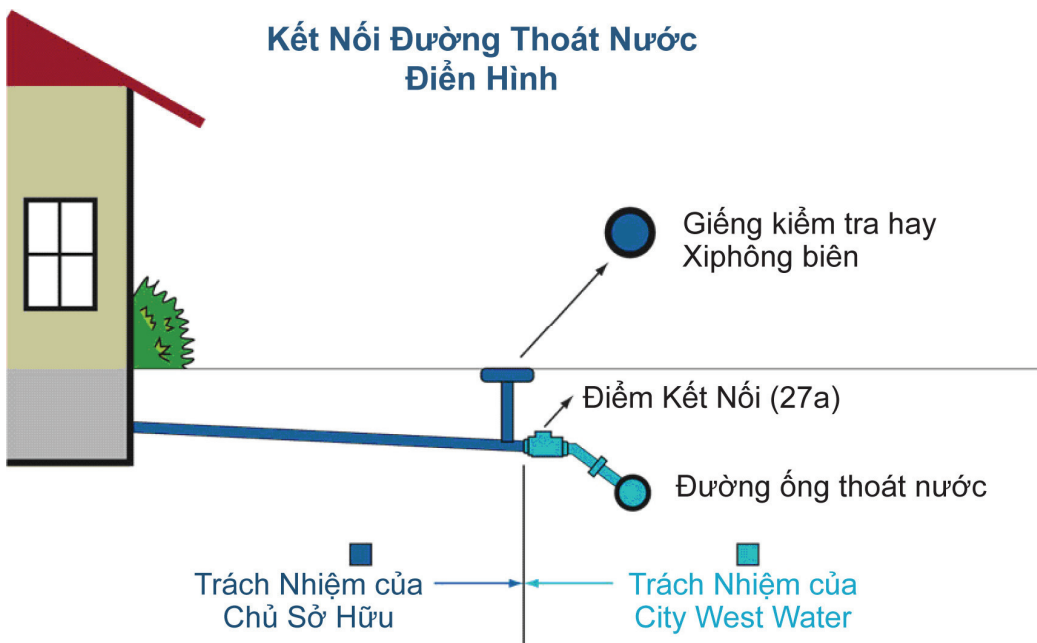 Kết Nối Đường Thoát Nước
Điển Hình
Giếng kiểm tra hay
Xiphông biên
Điểm Kết Nối (27a)
Đường ống thoát nước
Trách Nhiệm của
Chủ Sở Hữu
Trách Nhiệm của
City West Water